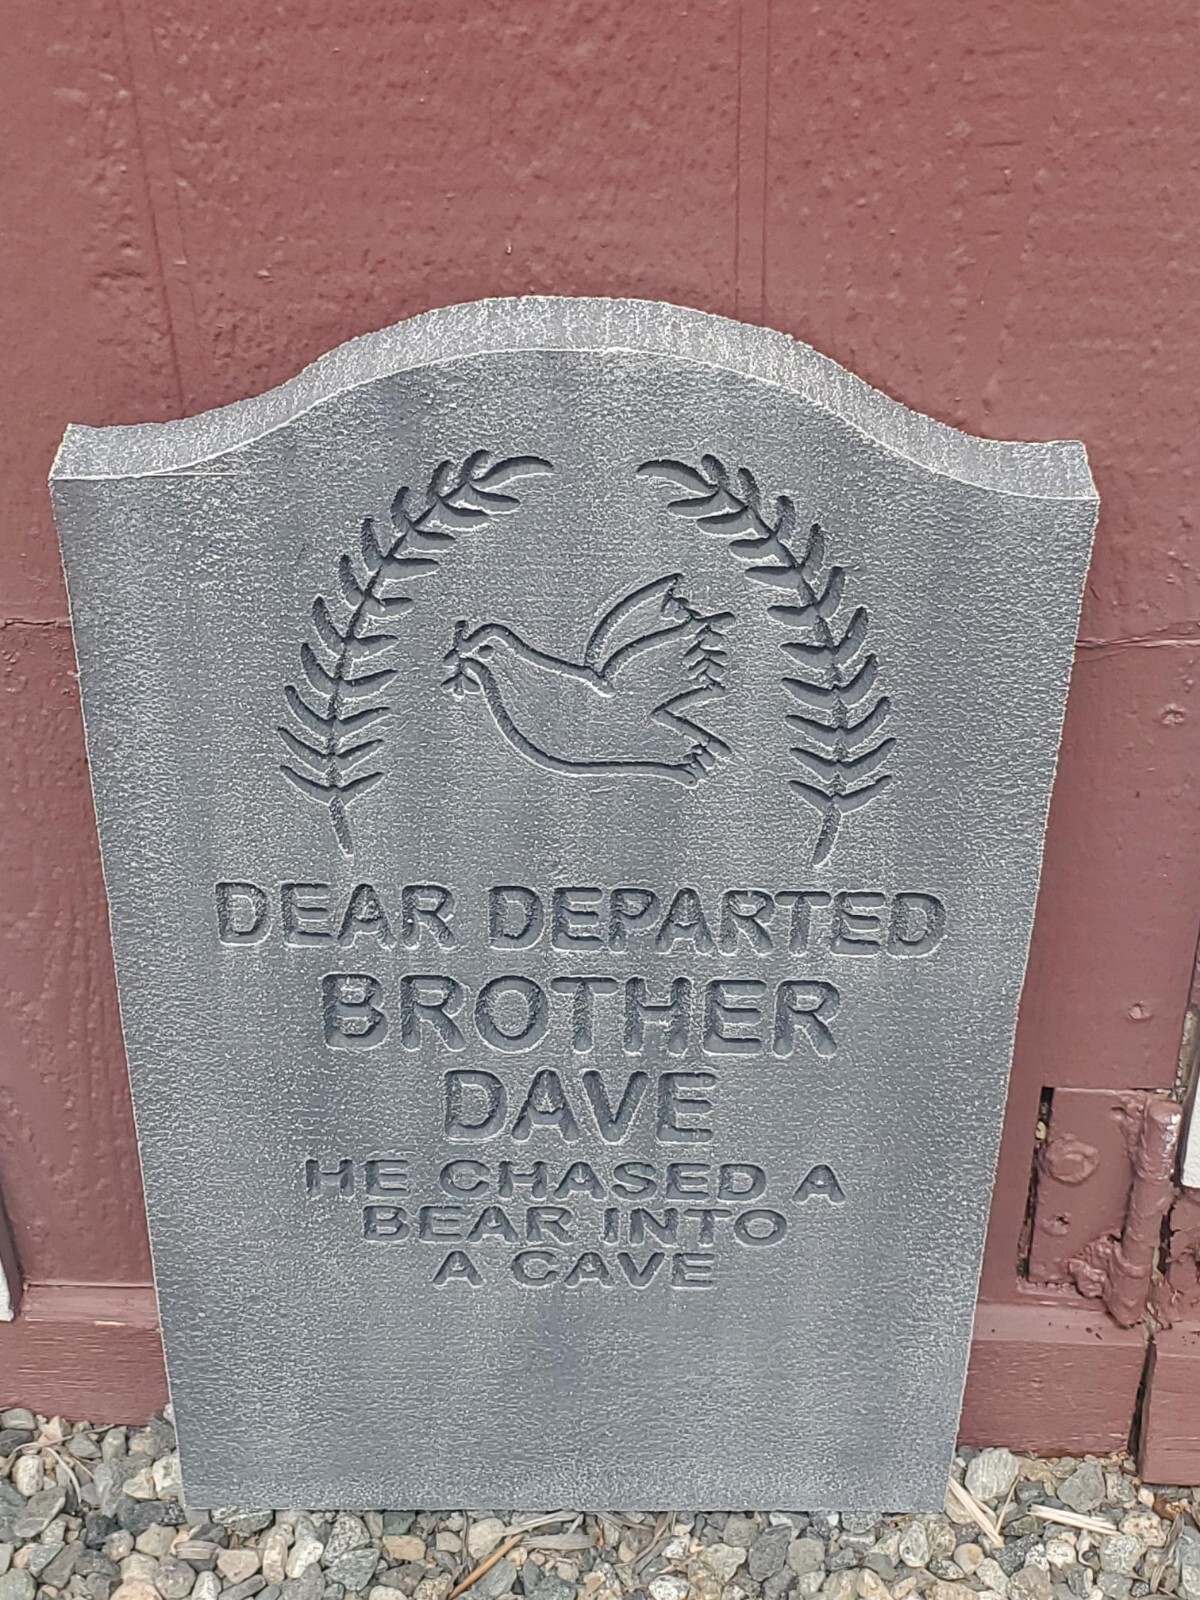 DEAR DEPARTED
BROTHER
DAVE
HE CHASED A
BEAR INTO
A CAVE